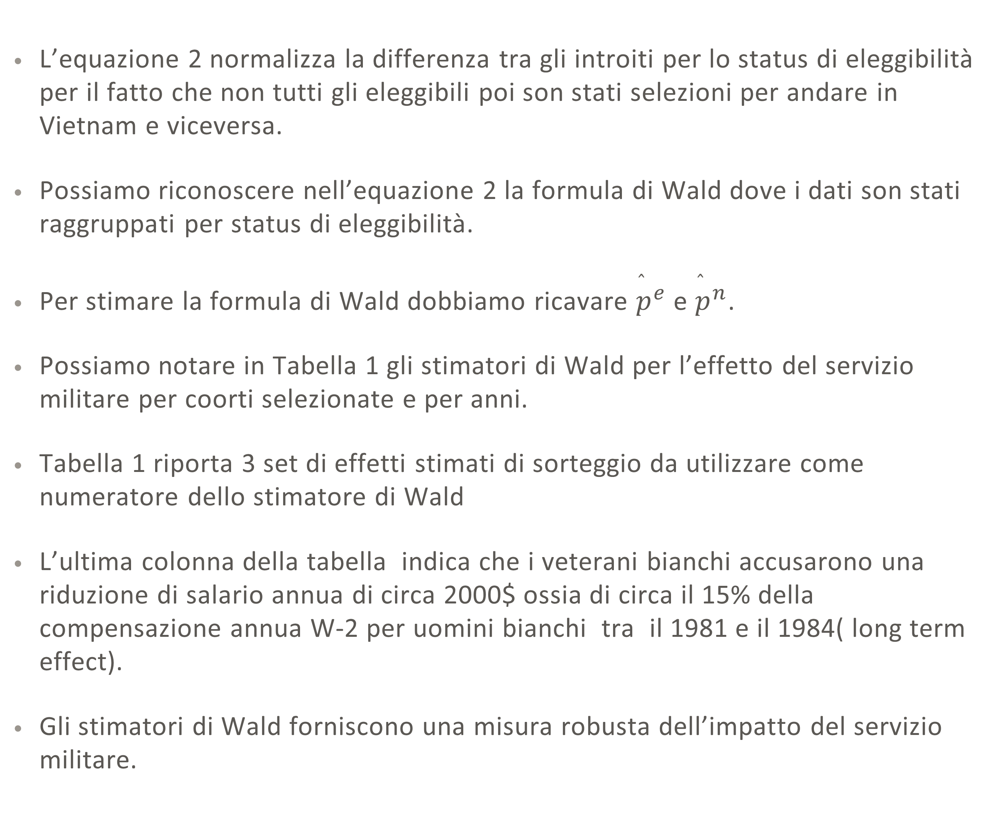 • L’equazione 2 normalizza la differenza tra gli introiti per lo status di eleggibilità
per il fatto che non tutti gli eleggibili poi son stati selezioni per andare in
Vietnam e viceversa.
• Possiamo riconoscere nell’equazione 2 la formula di Wald dove i dati son stati
raggruppati per status di eleggibilità.
• Per stimare la formula di Wald dobbiamo ricavare p̂ᵉ e p̂ⁿ.
• Possiamo notare in Tabella 1 gli stimatori di Wald per l’effetto del servizio
militare per coorti selezionate e per anni.
• Tabella 1 riporta 3 set di effetti stimati di sorteggio da utilizzare come
numeratore dello stimatore di Wald
• L’ultima colonna della tabella  indica che i veterani bianchi accusarono una
riduzione di salario annua di circa 2000$ ossia di circa il 15% della
compensazione annua W-2 per uomini bianchi  tra  il 1981 e il 1984( long term
effect).
• Gli stimatori di Wald forniscono una misura robusta dell’impatto del servizio
militare.